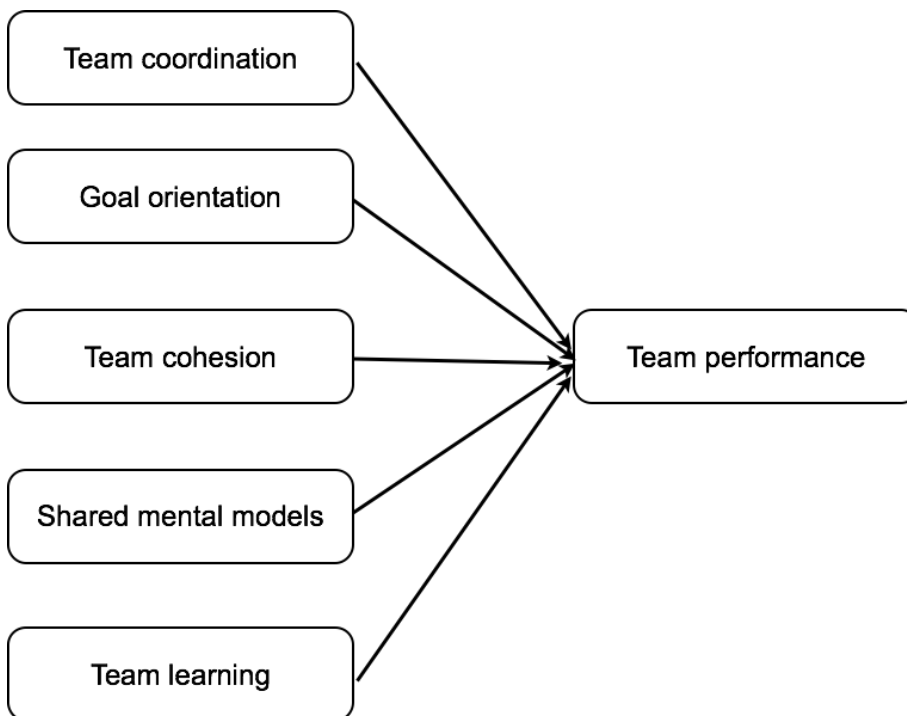 Team coordination
Goal orientation
Team cohesion
Team performance
Shared mental models
Team learning